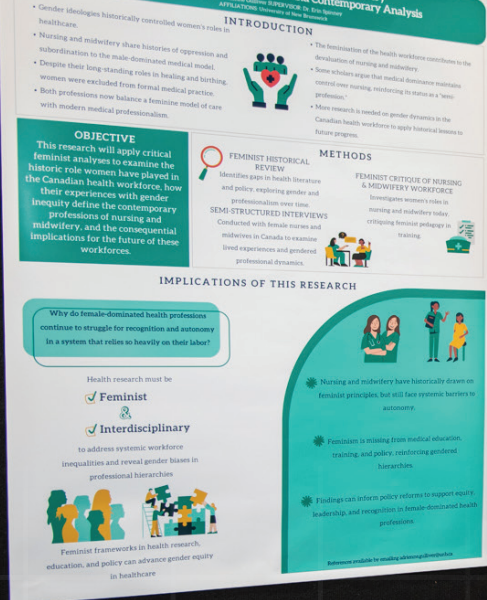 Contemporary Analysis
SUPERVISOR Dr. Erin Spinney
AFFILIATIONS University of New Brunswick
INTRODUCTION
• Gender ideologies historically controlled women's roles in
healthcare.
• Nursing and midwifery share histories of oppression and
subordination to the male-dominated medical model.
• Despite their long-standing roles in healing and birthing,
women were excluded from formal medical practice.
• Both professions now balance a feminine model of care
with modern medical professionalism.
• The feminisation of the health workforce contributes to the
devaluation of nursing and midwifery.
• Some scholars argue that medical dominance maintains
control over nursing, reinforcing its status as a "semi-
profession."
• More research is needed on gender dynamics in the
Canadian health workforce to apply historical lessons to
future progress.
OBJECTIVE
This research will apply critical
feminist analyses to examine the
historic role women have played in
the Canadian health workforce, how
their experiences with gender
inequity define the contemporary
professions of nursing and
midwifery, and the consequential
implications for the future of these
workforces.
METHODS
FEMINIST HISTORICAL
REVIEW
Identifies gaps in health literature
and policy, exploring gender and
professionalism over time.
SEMI-STRUCTURED INTERVIEWS
Conducted with female nurses and
midwives in Canada to examine
lived experiences and gendered
professional dynamics.
FEMINIST CRITIQUE OF NURSING
& MIDWIFERY WORKFORCE
Investigates women's roles in
nursing and midwifery today,
critiquing feminist pedagogy in
training.
IMPLICATIONS OF THIS RESEARCH
Why do female-dominated health professions
continue to struggle for recognition and autonomy
in a system that relies so heavily on their labor?
Health research must be
Feminist
&
Interdisciplinary
to address systemic workforce
inequalities and reveal gender biases in
professional hierarchies
Feminist frameworks in health research,
education, and policy can advance gender equity
in healthcare
Nursing and midwifery have historically drawn on
feminist principles, but still face systemic barriers to
autonomy.
Feminism is missing from medical education,
training, and policy, reinforcing gendered
hierarchies.
Findings can inform policy reforms to support equity,
leadership, and recognition in female-dominated health
professions.
References available by emailing